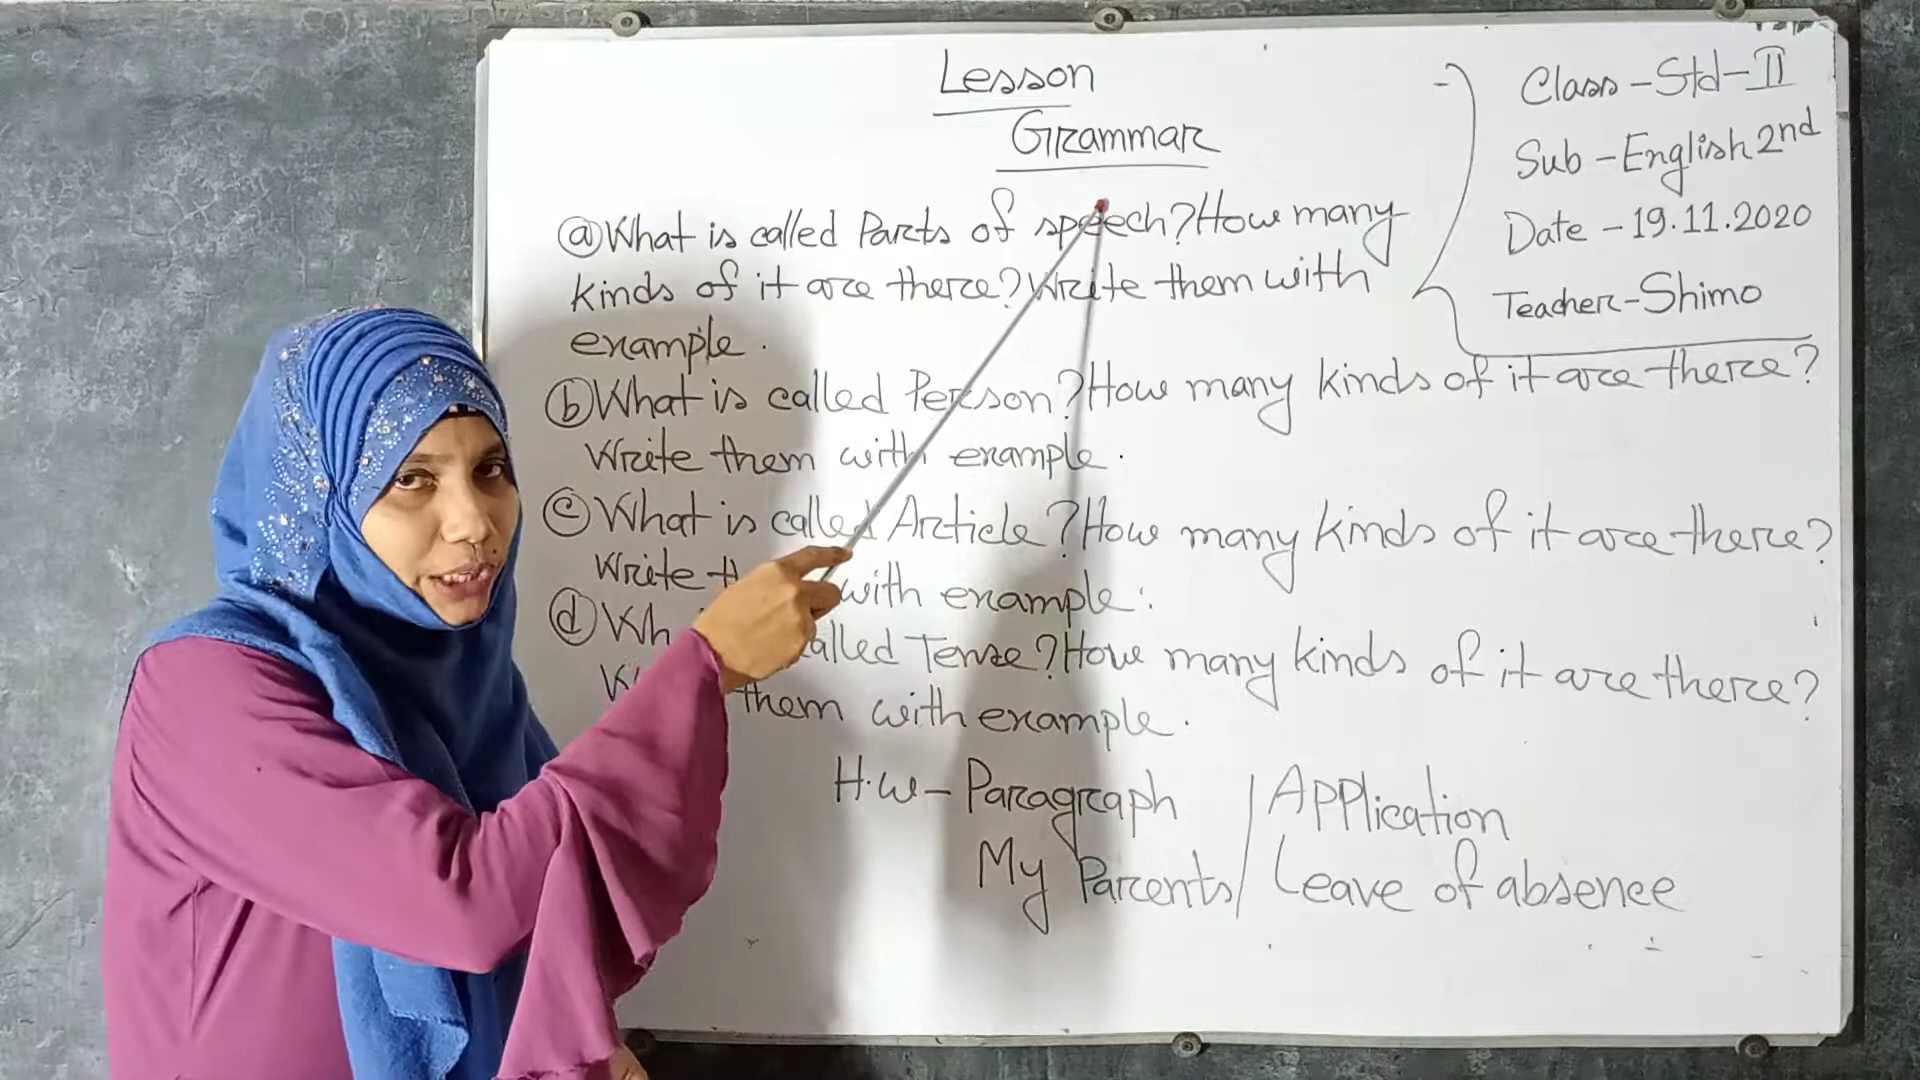 Lesson
Grammar
Class - Std - II
Sub - English 2nd
Date - 19.11.2020
Teacher - Shimo
ⓐ What is called Parts of speech? How many
kinds of it are there? Write them with
example.
ⓑ What is called Person? How many kinds of it are there?
Write them with example.
ⓒ What is called Article? How many kinds of it are there?
Write with example.
ⓓ called Tense? How many kinds of it are there?
them with example.
H.W - Paragraph / Application
My Parents / Leave of absence